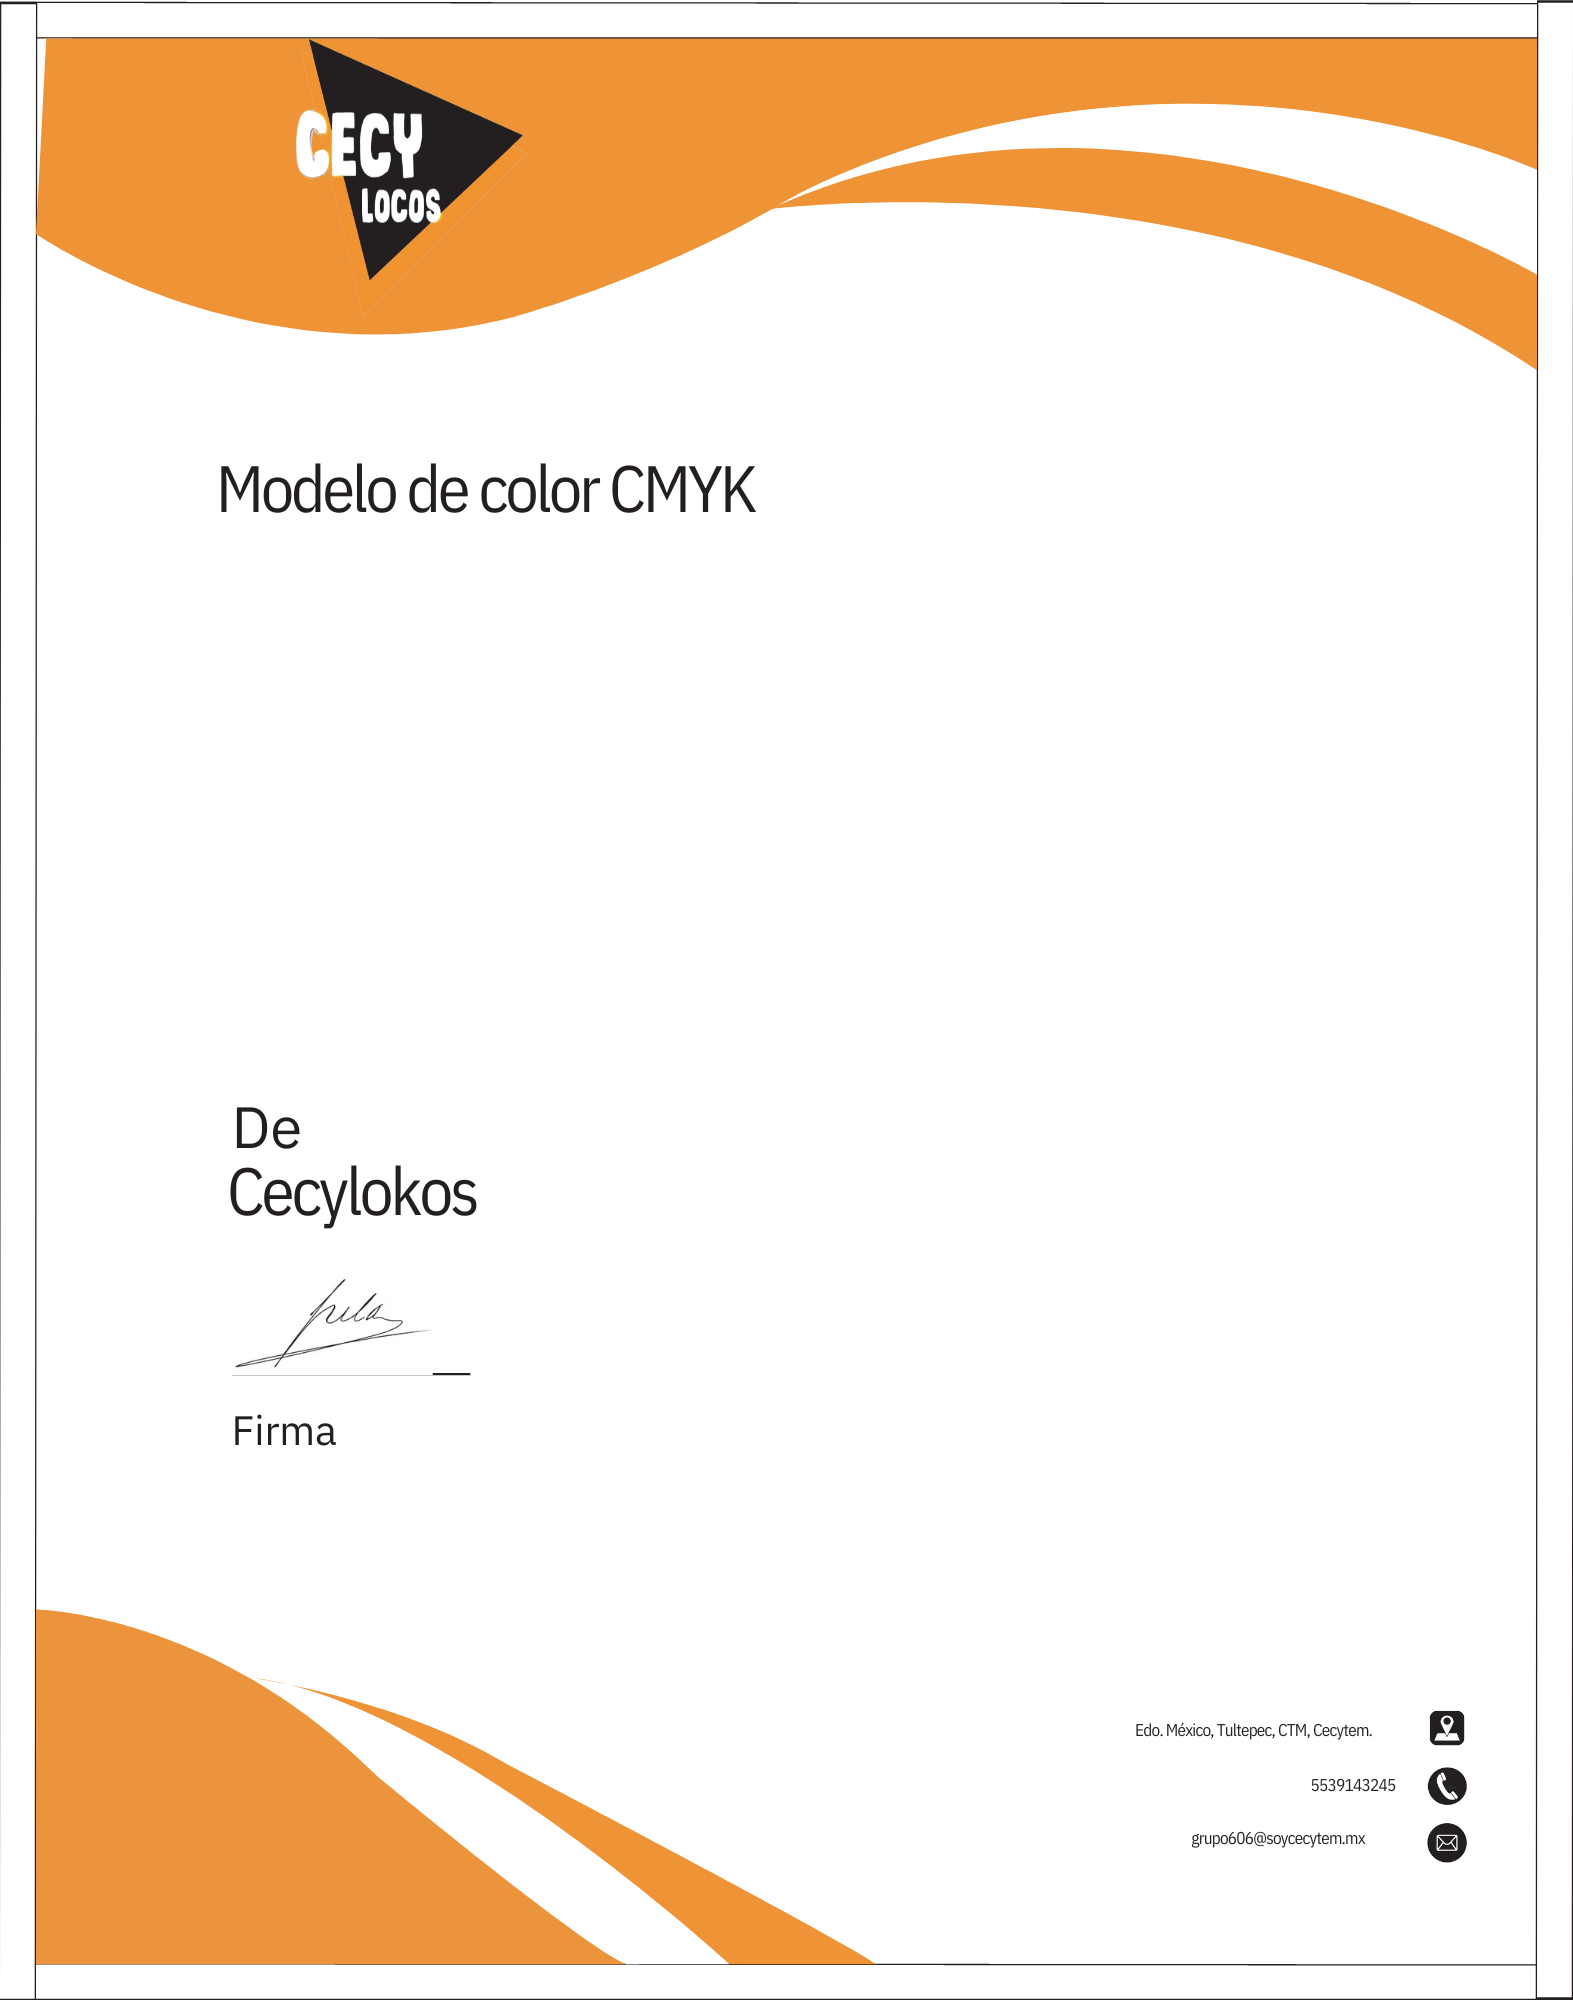 CECY
LOCOS
Modelo de color CMYK
De
Cecylokos
Firma
Edo. México, Tultepec, CTM, Cecytem.
5539143245
grupo606@soycecytem.mx